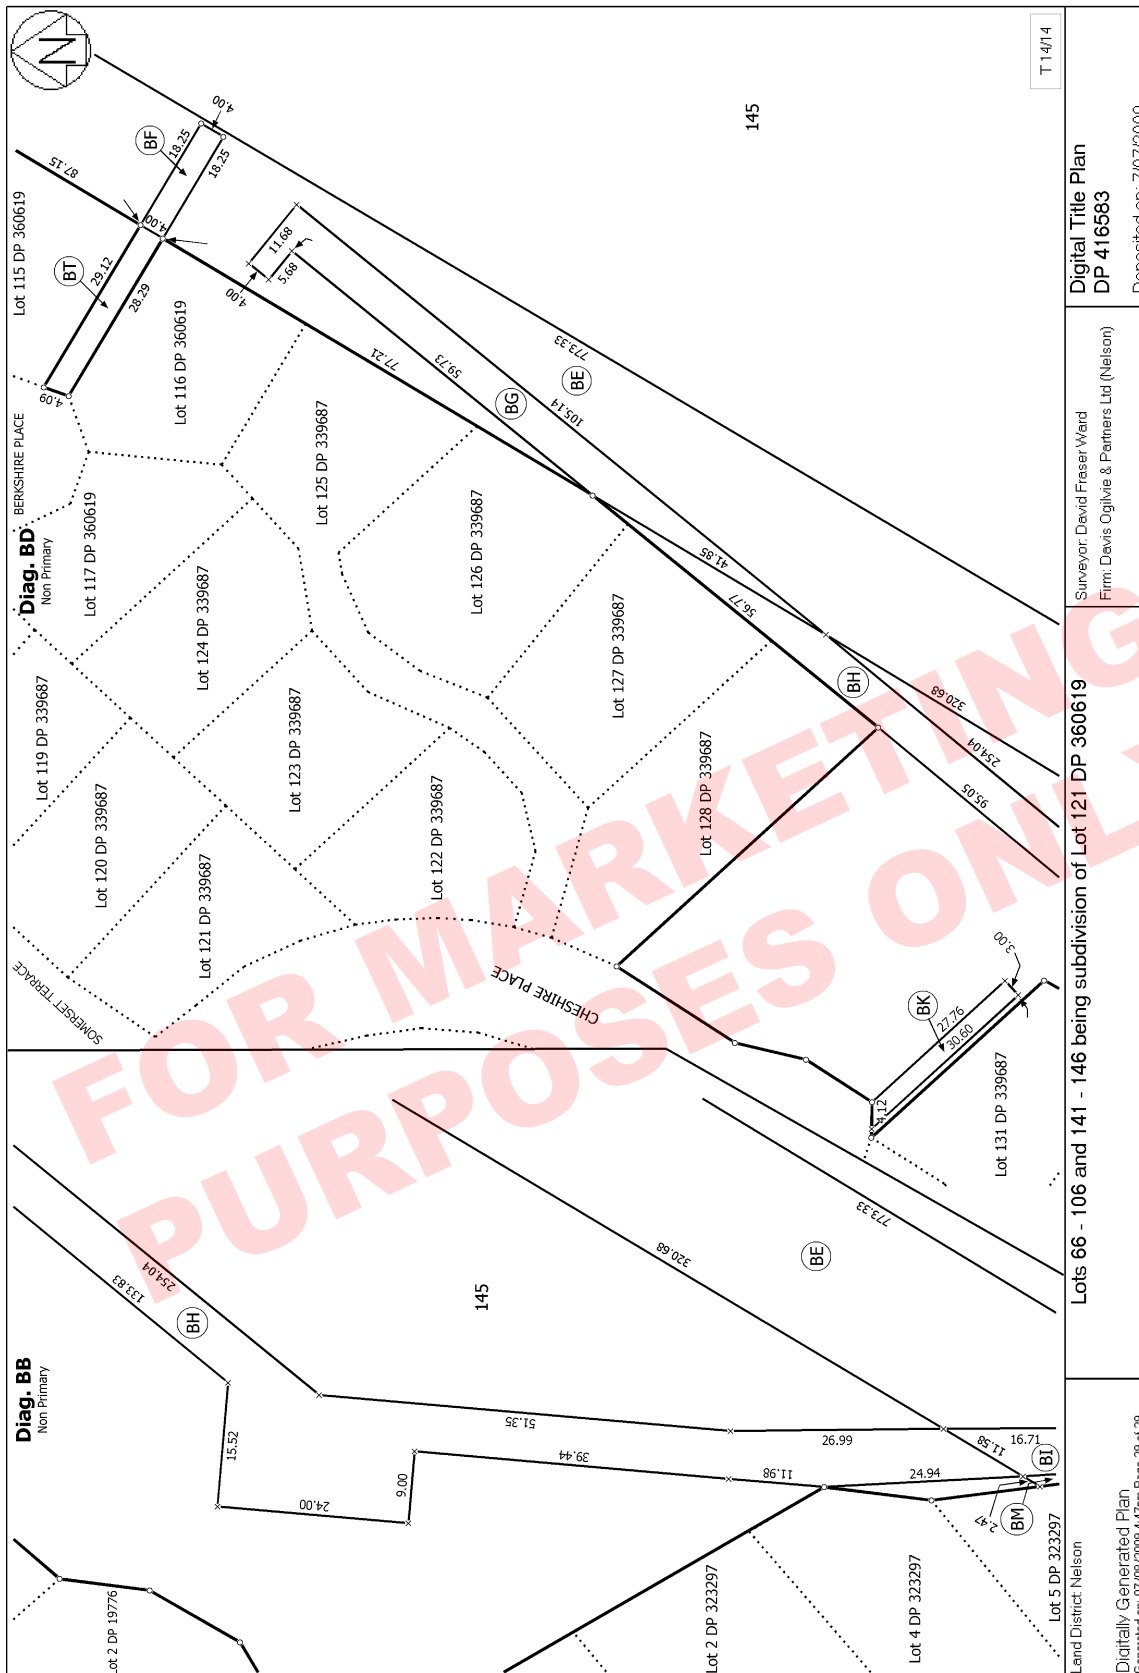 N
T 14/14
Diag. BD
Non Primary
BERKSHIRE PLACE
Lot 115 DP 360619
87.15
BT
29.12
28.29
4.09
4.00
BF
18.25
18.25
4.00
Lot 116 DP 360619
Lot 117 DP 360619
Lot 119 DP 339687
Lot 120 DP 339687
Lot 121 DP 339687
Lot 122 DP 339687
Lot 123 DP 339687
Lot 124 DP 339687
Lot 125 DP 339687
Lot 126 DP 339687
Lot 127 DP 339687
Lot 128 DP 339687
Lot 131 DP 339687
SOMERSET TERRACE
CHESHIRE PLACE
4.00
11.68
5.68
77.21
59.73
BG
105.14
BE
773.33
145
41.85
56.77
BH
320.68
254.04
95.05
BK
27.76
30.60
3.00
4.12
Diag. BB
Non Primary
133.83
254.04
BH
15.52
24.00
9.00
39.44
51.35
145
320.68
BE
773.33
26.99
11.98
24.94
11.58
16.71
2.47
BM
BI
Lot 2 DP 19776
Lot 2 DP 323297
Lot 4 DP 323297
Lot 5 DP 323297
FOR MARKETING
PURPOSES ONLY
Land District: Nelson
Digitally Generated Plan
Lots 66 - 106 and 141 - 146 being subdivision of Lot 121 DP 360619
Surveyor: David Fraser Ward
Firm: Davis Ogilvie & Partners Ltd (Nelson)
Digital Title Plan
DP 416583